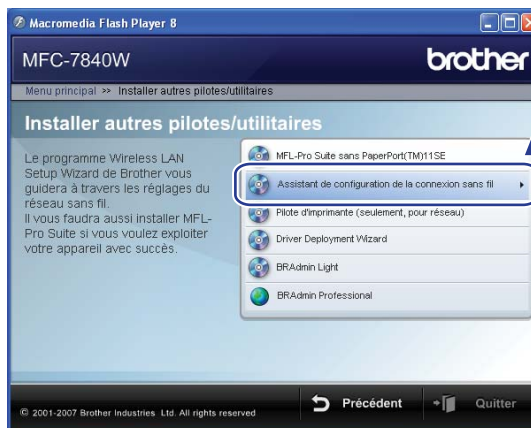 Macromedia Flash Player 8
MFC-7840W
brother
Menu principal >> Installer autres pilotes/utilitaires
Installer autres pilotes/utilitaires
Le programme Wireless LAN
Setup Wizard de Brother vous
guidera à travers les réglages du
réseau sans fil.
Il vous faudra aussi installer MFL-
Pro Suite si vous voulez exploiter
votre appareil avec succès.
MFL-Pro Suite sans PaperPort(TM)11SE
Assistant de configuration de la connexion sans fil
Pilote d'imprimante (seulement, pour réseau)
Driver Deployment Wizard
BRAdmin Light
BRAdmin Professional
© 2001-2007 Brother Industries Ltd. All rights reserved
Précédent
Quitter